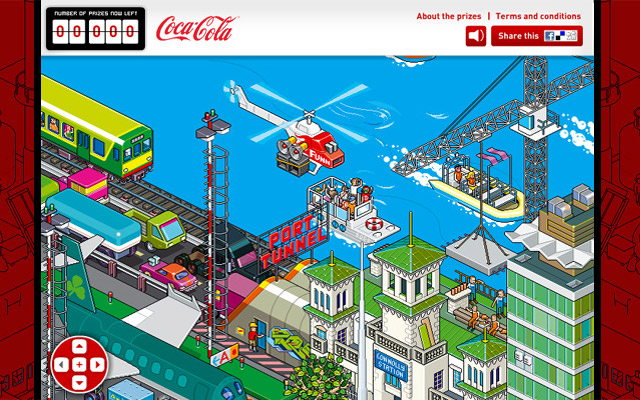 NUMBER OF PRIZES NOW LEFT
00000
Coca-Cola
About the prizes | Terms and conditions
Share this
PORT
TUNNEL
CONNOLLY
STATION